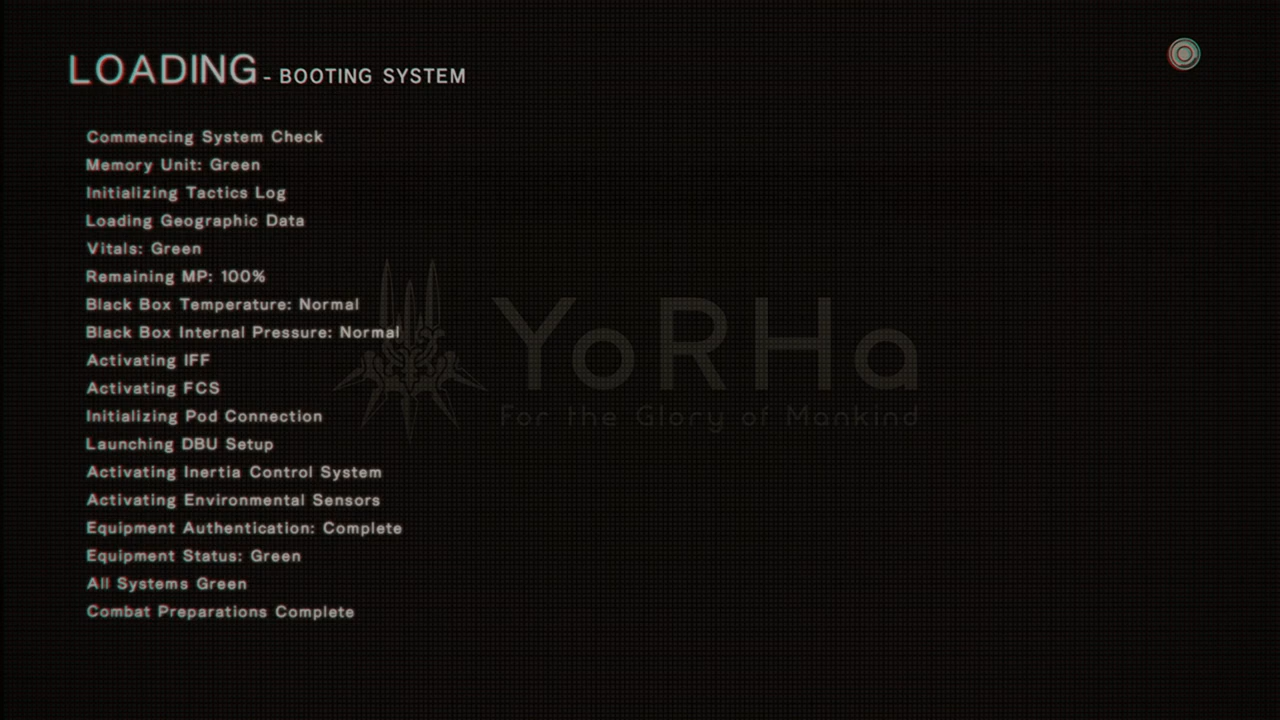 LOADING - BOOTING SYSTEM
Commencing System Check
Memory Unit: Green
Initializing Tactics Log
Loading Geographic Data
Vitals: Green
Remaining MP: 100%
Black Box Temperature: Normal
Black Box Internal Pressure: Normal
Activating IFF
Activating FCS
Initializing Pod Connection
Launching DBU Setup
Activating Inertia Control System
Activating Environmental Sensors
Equipment Authentication: Complete
Equipment Status: Green
All Systems Green
Combat Preparations Complete
YoRHa
For the Glory of Mankind